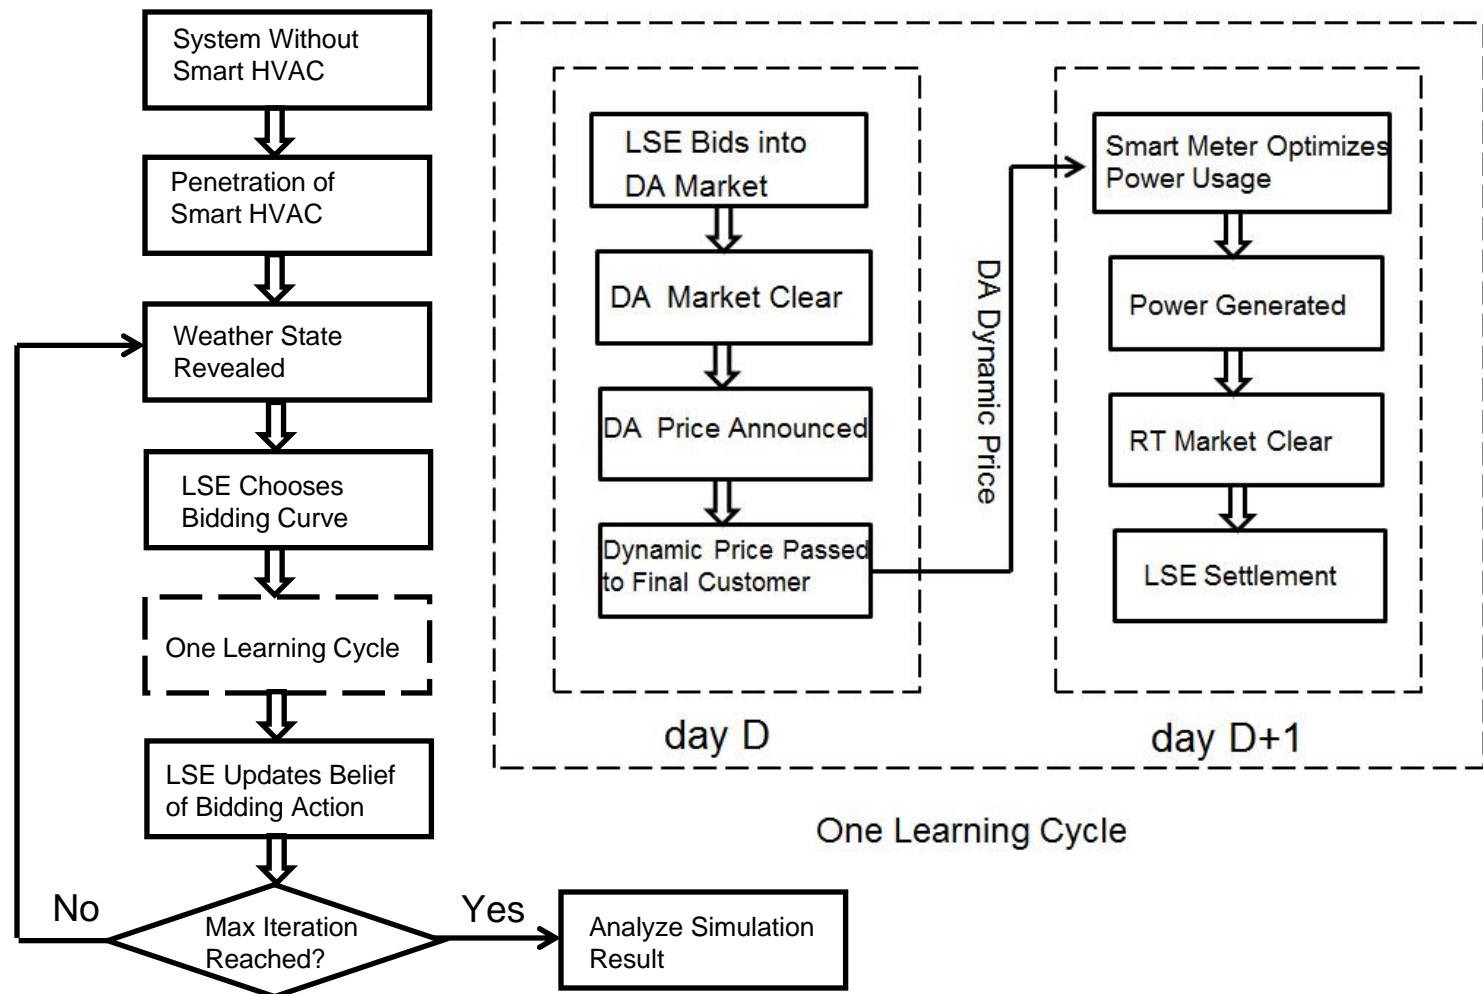 System Without
Smart HVAC
Penetration of
Smart HVAC
Weather State
Revealed
LSE Chooses
Bidding Curve
One Learning Cycle
LSE Updates Belief
of Bidding Action
Max Iteration
Reached?
No
Yes
Analyze Simulation
Result
LSE Bids into
DA Market
DA Market Clear
DA Price Announced
Dynamic Price Passed
to Final Customer
day D
DA Dynamic Price
Smart Meter Optimizes
Power Usage
Power Generated
RT Market Clear
LSE Settlement
day D+1
One Learning Cycle